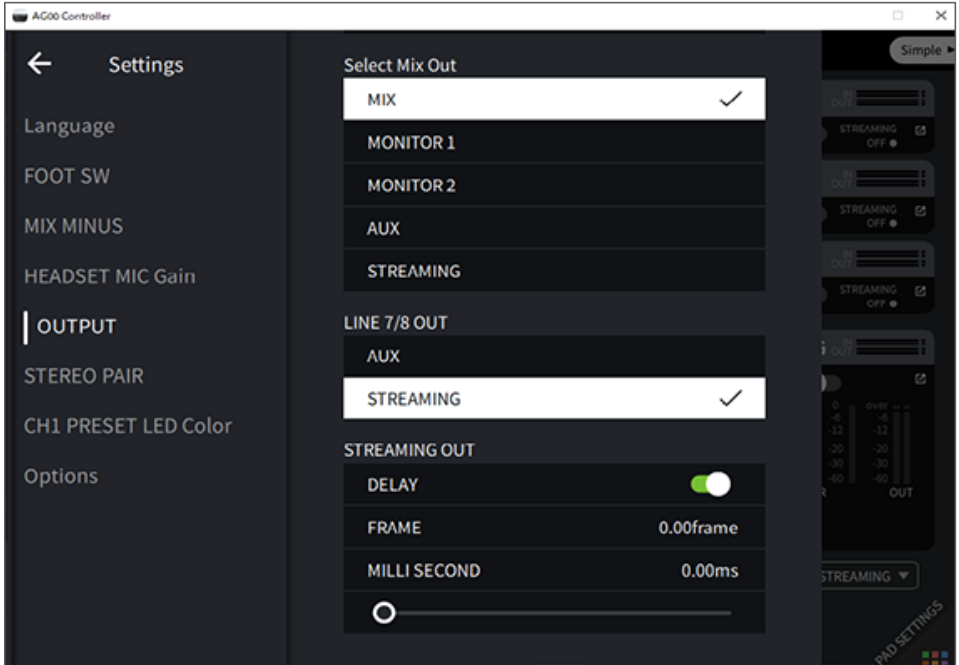 AG00 Controller
Settings
Language
FOOT SW
MIX MINUS
HEADSET MIC Gain
OUTPUT
STEREO PAIR
CH1 PRESET LED Color
Options
Select Mix Out
MIX
MONITOR 1
MONITOR 2
AUX
STREAMING
LINE 7/8 OUT
AUX
STREAMING
STREAMING OUT
DELAY
FRAME 0.00frame
MILLI SECOND 0.00ms
Simple
IN
OUT
STREAMING
OFF
IN
OUT
STREAMING
OFF
IN
OUT
STREAMING
OFF
IN
OUT
0 over
-6 -6
-12 -12
-20 -20
-30 -30
-60 -60
OUT
STREAMING
PAD SETTINGS